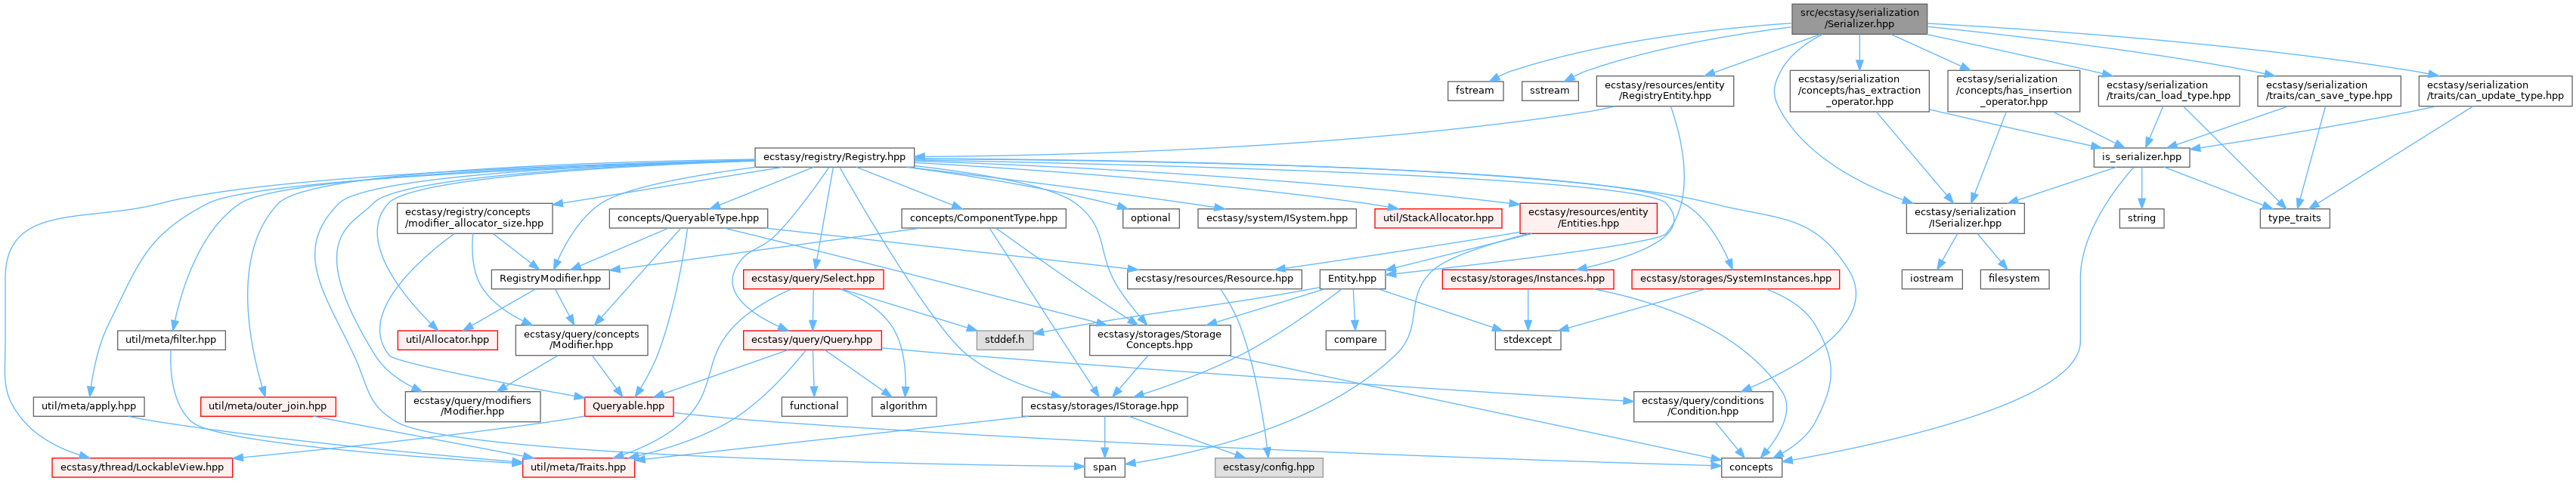 src/ecstasy/serialization
/Serializer.hpp
fstream
sstream
ecstasy/resources/entity
/RegistryEntity.hpp
ecstasy/serialization
/concepts/has_extraction
_operator.hpp
ecstasy/serialization
/concepts/has_insertion
_operator.hpp
ecstasy/serialization
/traits/can_load_type.hpp
ecstasy/serialization
/traits/can_save_type.hpp
ecstasy/serialization
/traits/can_update_type.hpp
ecstasy/registry/Registry.hpp
is_serializer.hpp
ecstasy/registry/concepts
/modifier_allocator_size.hpp
concepts/QueryableType.hpp
concepts/ComponentType.hpp
optional
ecstasy/system/ISystem.hpp
util/StackAllocator.hpp
ecstasy/resources/entity
/Entities.hpp
ecstasy/serialization
/ISerializer.hpp
string
type_traits
RegistryModifier.hpp
ecstasy/query/Select.hpp
ecstasy/resources/Resource.hpp
Entity.hpp
ecstasy/storages/Instances.hpp
ecstasy/storages/SystemInstances.hpp
iostream
filesystem
util/meta/filter.hpp
util/Allocator.hpp
ecstasy/query/concepts
/Modifier.hpp
ecstasy/query/Query.hpp
stddef.h
ecstasy/storages/Storage
Concepts.hpp
compare
stdexcept
util/meta/apply.hpp
util/meta/outer_join.hpp
ecstasy/query/modifiers
/Modifier.hpp
Queryable.hpp
functional
algorithm
ecstasy/storages/IStorage.hpp
ecstasy/query/conditions
/Condition.hpp
ecstasy/thread/LockableView.hpp
util/meta/Traits.hpp
span
ecstasy/config.hpp
concepts